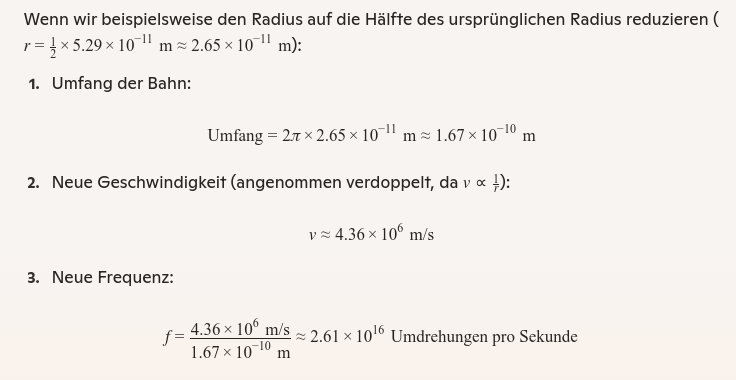 Wenn wir beispielsweise den Radius auf die Hälfte des ursprünglichen Radius reduzieren (
r = ½ × 5.29 × 10⁻¹¹ m ≈ 2.65 × 10⁻¹¹ m):
1. Umfang der Bahn:
Umfang = 2π × 2.65 × 10⁻¹¹ m ≈ 1.67 × 10⁻¹⁰ m
2. Neue Geschwindigkeit (angenommen verdoppelt, da v ∝ 1/r):
v ≈ 4.36 × 10⁶ m/s
3. Neue Frequenz:
f = (4.36 × 10⁶ m/s)/(1.67 × 10⁻¹⁰ m) ≈ 2.61 × 10¹⁶ Umdrehungen pro Sekunde